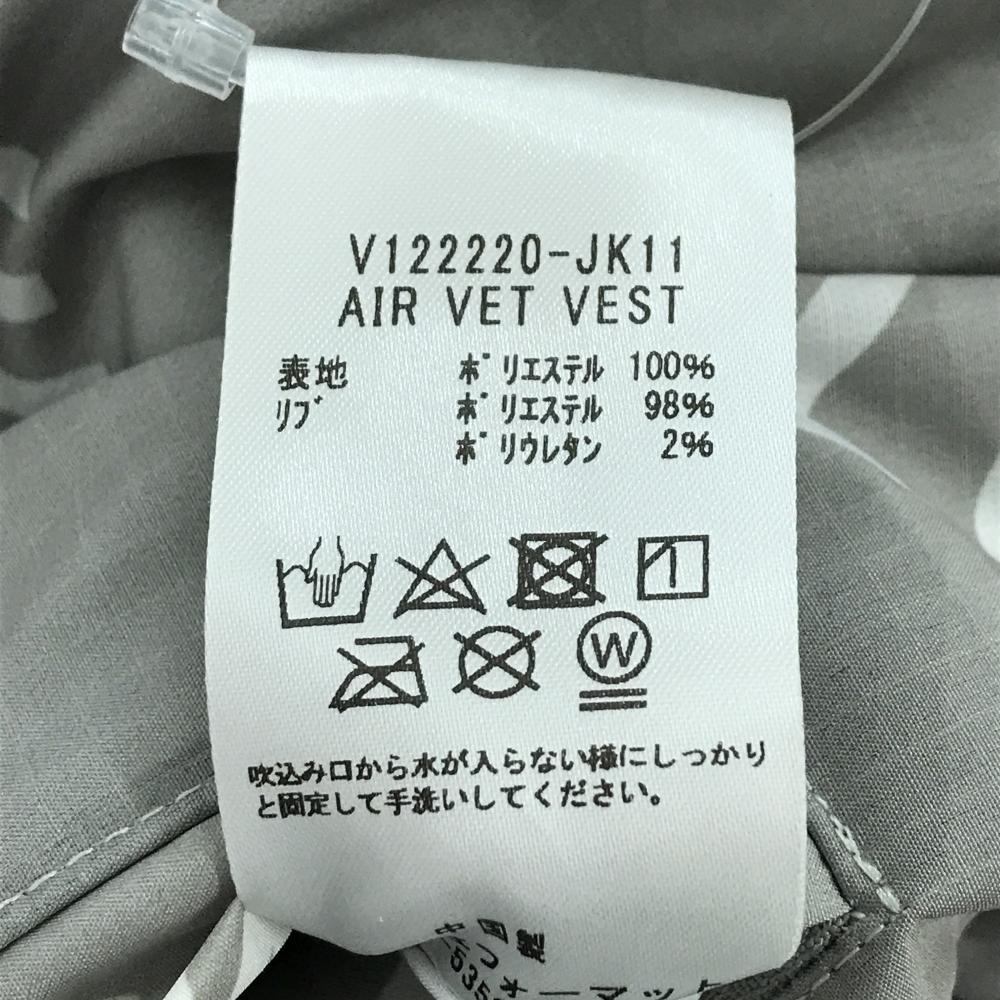 V122220-JK11
AIR VET VEST
表地 ポリエステル 100%
リブ ポリエステル 98%
ポリウレタン 2%
W
吹込み口から水が入らない様にしっかり
と固定して手洗いしてください。